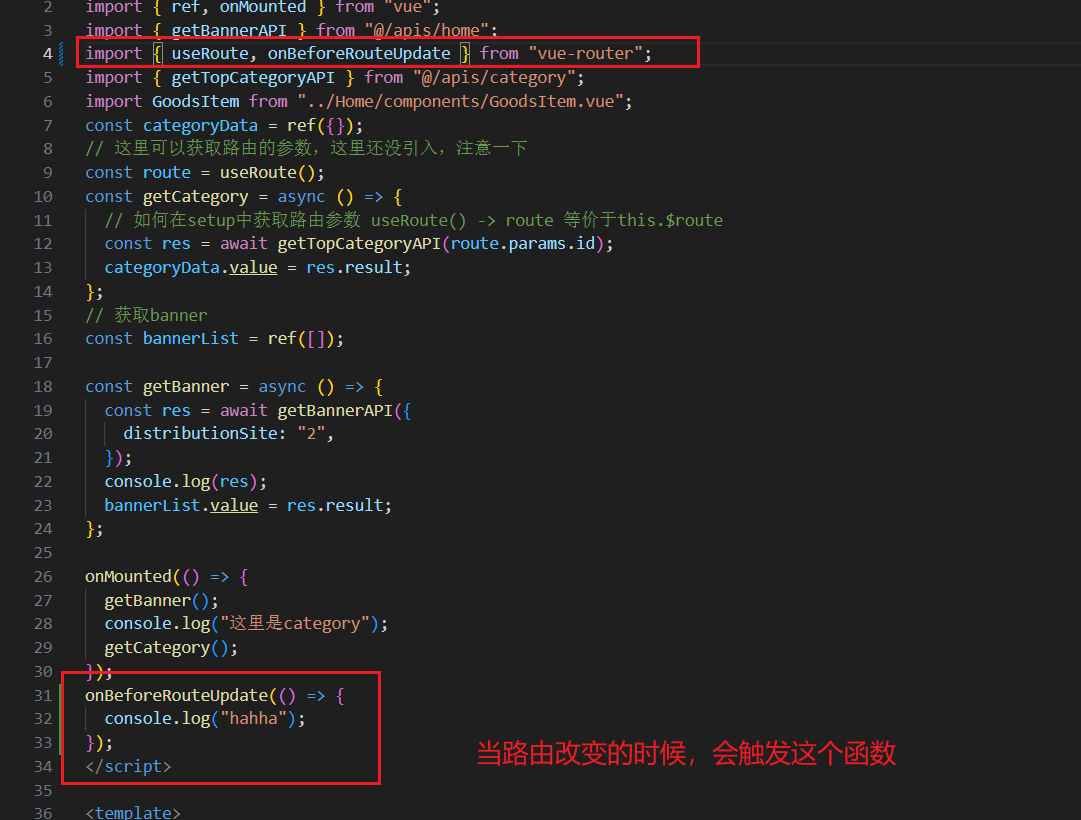 2 import { ref, onMounted } from "vue";
3 import { getBannerAPI } from "@/apis/home";
4 import { useRoute, onBeforeRouteUpdate } from "vue-router";
5 import { getTopCategoryAPI } from "@/apis/category";
6 import GoodsItem from "../Home/components/GoodsItem.vue";
7 const categoryData = ref({});
8 // 这里可以获取路由的参数，这里还没引入，注意一下
9 const route = useRoute();
10 const getCategory = async () => {
11 // 如何在setup中获取路由参数 useRoute() -> route 等价于this.$route
12 const res = await getTopCategoryAPI(route.params.id);
13 categoryData.value = res.result;
14 };
15 // 获取banner
16 const bannerList = ref([]);
17
18 const getBanner = async () => {
19 const res = await getBannerAPI({
20 distributionSite: "2",
21 });
22 console.log(res);
23 bannerList.value = res.result;
24 };
25
26 onMounted(() => {
27 getBanner();
28 console.log("这里是category");
29 getCategory();
30 });
31 onBeforeRouteUpdate(() => {
32 console.log("hahha");
33 });
当路由改变的时候，会触发这个函数
34 </script>
35
36 <template>